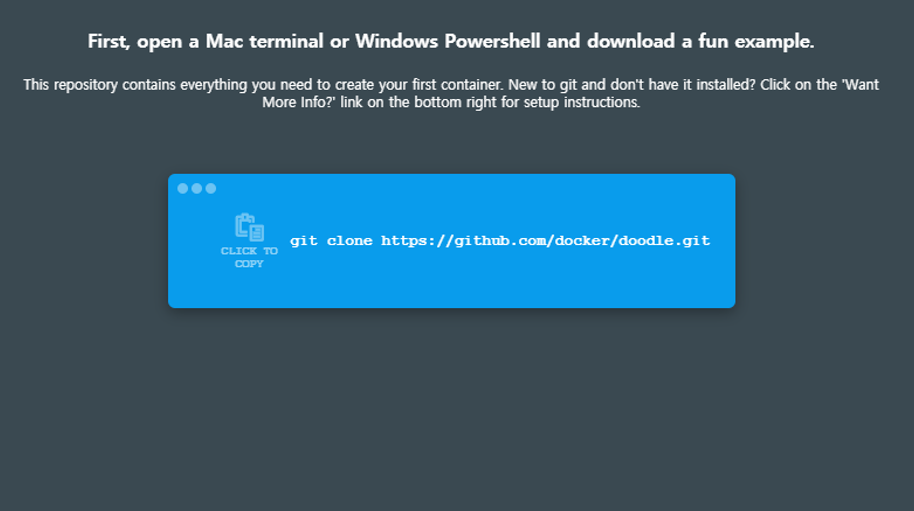 First, open a Mac terminal or Windows Powershell and download a fun example.
This repository contains everything you need to create your first container. New to git and don't have it installed? Click on the 'Want
More Info?' link on the bottom right for setup instructions.
CLICK TO
COPY
git clone https://github.com/docker/doodle.git